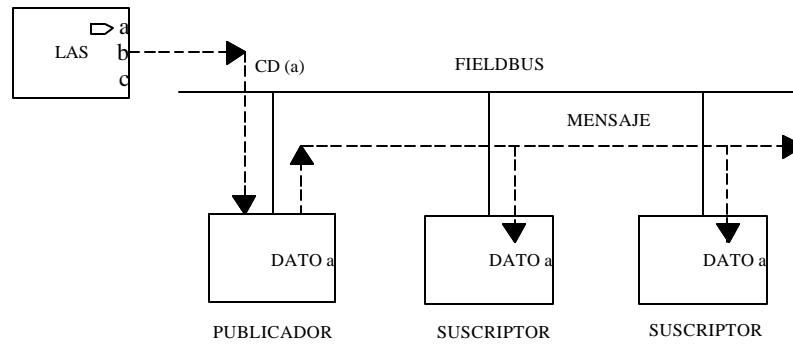 a
LAS
b
c
CD (a)
FIELDBUS
MENSAJE
DATO a
DATO a
DATO a
PUBLICADOR
SUSCRIPTOR
SUSCRIPTOR